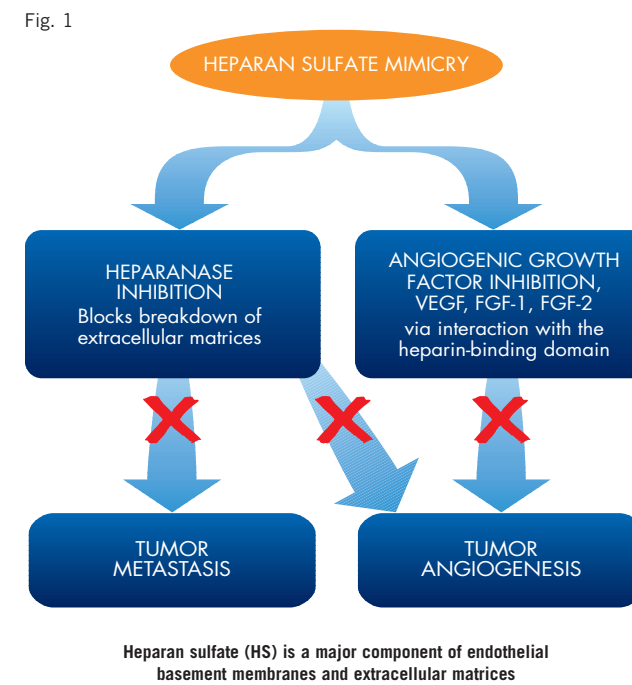 Fig. 1
HEPARAN SULFATE MIMICRY
HEPARANASE
INHIBITION
Blocks breakdown of
extracellular matrices
ANGIOGENIC GROWTH
FACTOR INHIBITION,
VEGF, FGF-1, FGF-2
via interaction with the
heparin-binding domain
TUMOR
METASTASIS
TUMOR
ANGIOGENESIS
Heparan sulfate (HS) is a major component of endothelial
basement membranes and extracellular matrices